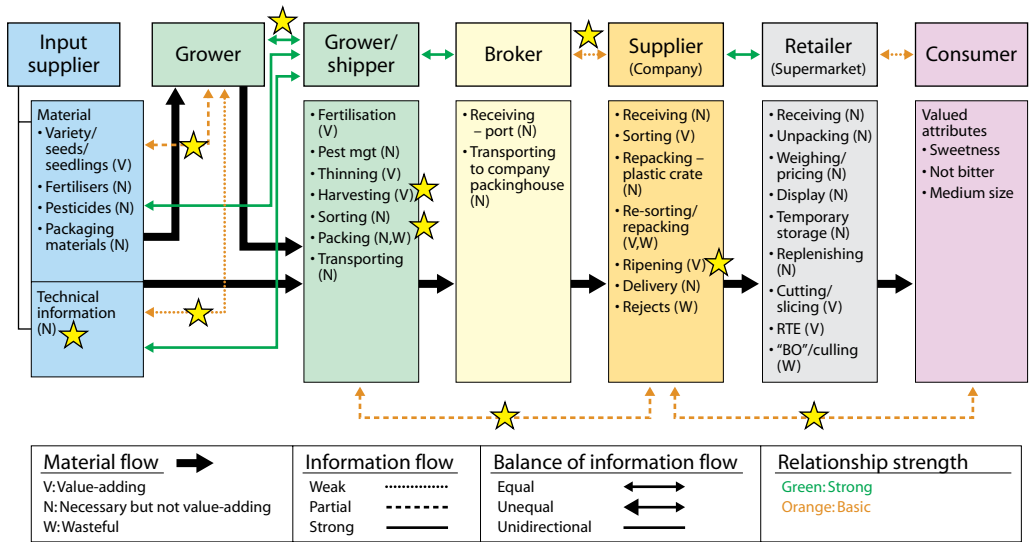 Input
supplier
Grower
Grower/
shipper
Broker
Supplier
(Company)
Retailer
(Supermarket)
Consumer
Material
• Variety/
seeds/
seedlings (V)
• Fertilisers (N)
• Pesticides (N)
• Packaging
materials (N)
Technical
information
(N)
• Fertilisation
(V)
• Pest mgt (N)
• Thinning (V)
• Harvesting (V)
• Sorting (N)
• Packing (N,W)
• Transporting
(N)
• Receiving
– port (N)
• Transporting
to company
packinghouse
(N)
• Receiving (N)
• Sorting (V)
• Repacking –
plastic crate
(N)
• Re-sorting/
repacking
(V,W)
• Ripening (V)
• Delivery (N)
• Rejects (W)
• Receiving (N)
• Unpacking (N)
• Weighing/
pricing (N)
• Display (N)
• Temporary
storage (N)
• Replenishing
(N)
• Cutting/
slicing (V)
• RTE (V)
• “BO”/culling
(W)
Valued
attributes
• Sweetness
• Not bitter
• Medium size
Material flow
V: Value-adding
N: Necessary but not value-adding
W: Wasteful
Information flow
Weak
Partial
Strong
Balance of information flow
Equal
Unequal
Unidirectional
Relationship strength
Green: Strong
Orange: Basic